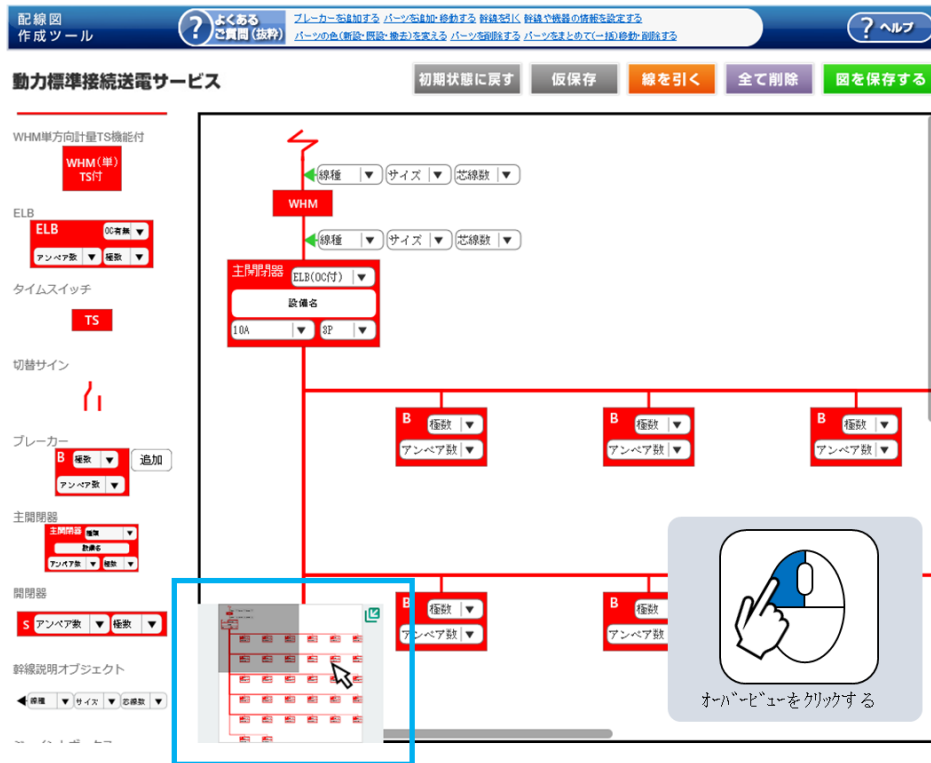 配線図
作成ツール
?
よくある
ご質問(抜粋)
ブレーカーを追加する パーツを追加・移動する 幹線を引く 幹線や機器の情報を設定する
パーツの色(新設・既設・撤去)を変える パーツを削除する パーツをまとめて(一括)移動・削除する
? ヘルプ
動力標準接続送電サービス
初期状態に戻す
仮保存
線を引く
全て削除
図を保存する
WHM単方向計量TS機能付
WHM(単)
TS付
ELB
ELB OC有無 ▼
アンペア数 ▼ 極数 ▼
タイムスイッチ
TS
切替サイン
ブレーカー
B 極数 ▼ 追加
アンペア数 ▼
主開閉器
主開閉器 種類 ▼
設備名
アンペア数 ▼ 極数 ▼
開閉器
S アンペア数 ▼ 極数 ▼
幹線説明オブジェクト
線種 ▼ サイズ ▼ 芯線数 ▼
線種 ▼ サイズ ▼ 芯線数 ▼
WHM
線種 ▼ サイズ ▼ 芯線数 ▼
主開閉器 ELB(OC付) ▼
設備名
10A ▼ 3P ▼
B 極数 ▼
アンペア数 ▼
B 極数 ▼
アンペア数 ▼
B 極数 ▼
アンペア数 ▼
B 極数 ▼
アンペア数 ▼
B 極数
アンペア数
オーバービューをクリックする